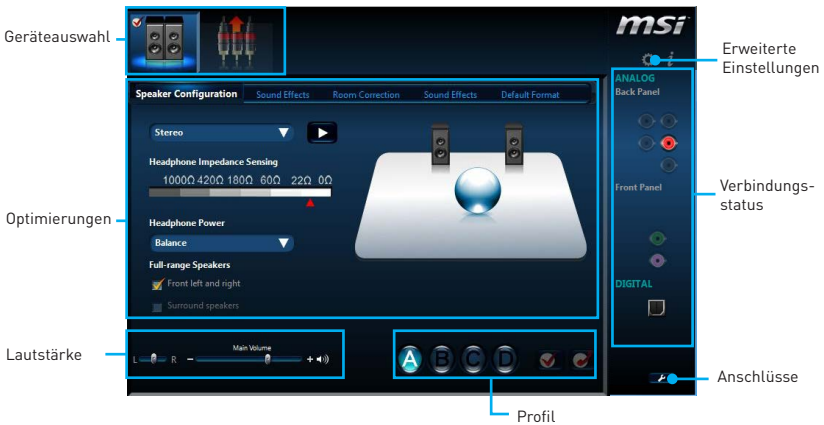 Geräteauswahl
msi
Erweiterte
Einstellungen
ANALOG
Back Panel
Speaker Configuration
Sound Effects
Room Correction
Sound Effects
Default Format
Stereo
Headphone Impedance Sensing
1000Ω 420Ω 180Ω 60Ω 22Ω 0Ω
Front Panel
Verbindungs-
status
Optimierungen
Headphone Power
Balance
Full-range Speakers
Front left and right
Surround speakers
DIGITAL
Lautstärke
Main Volume
L
R
-
+
A
B
C
D
Anschlüsse
Profil